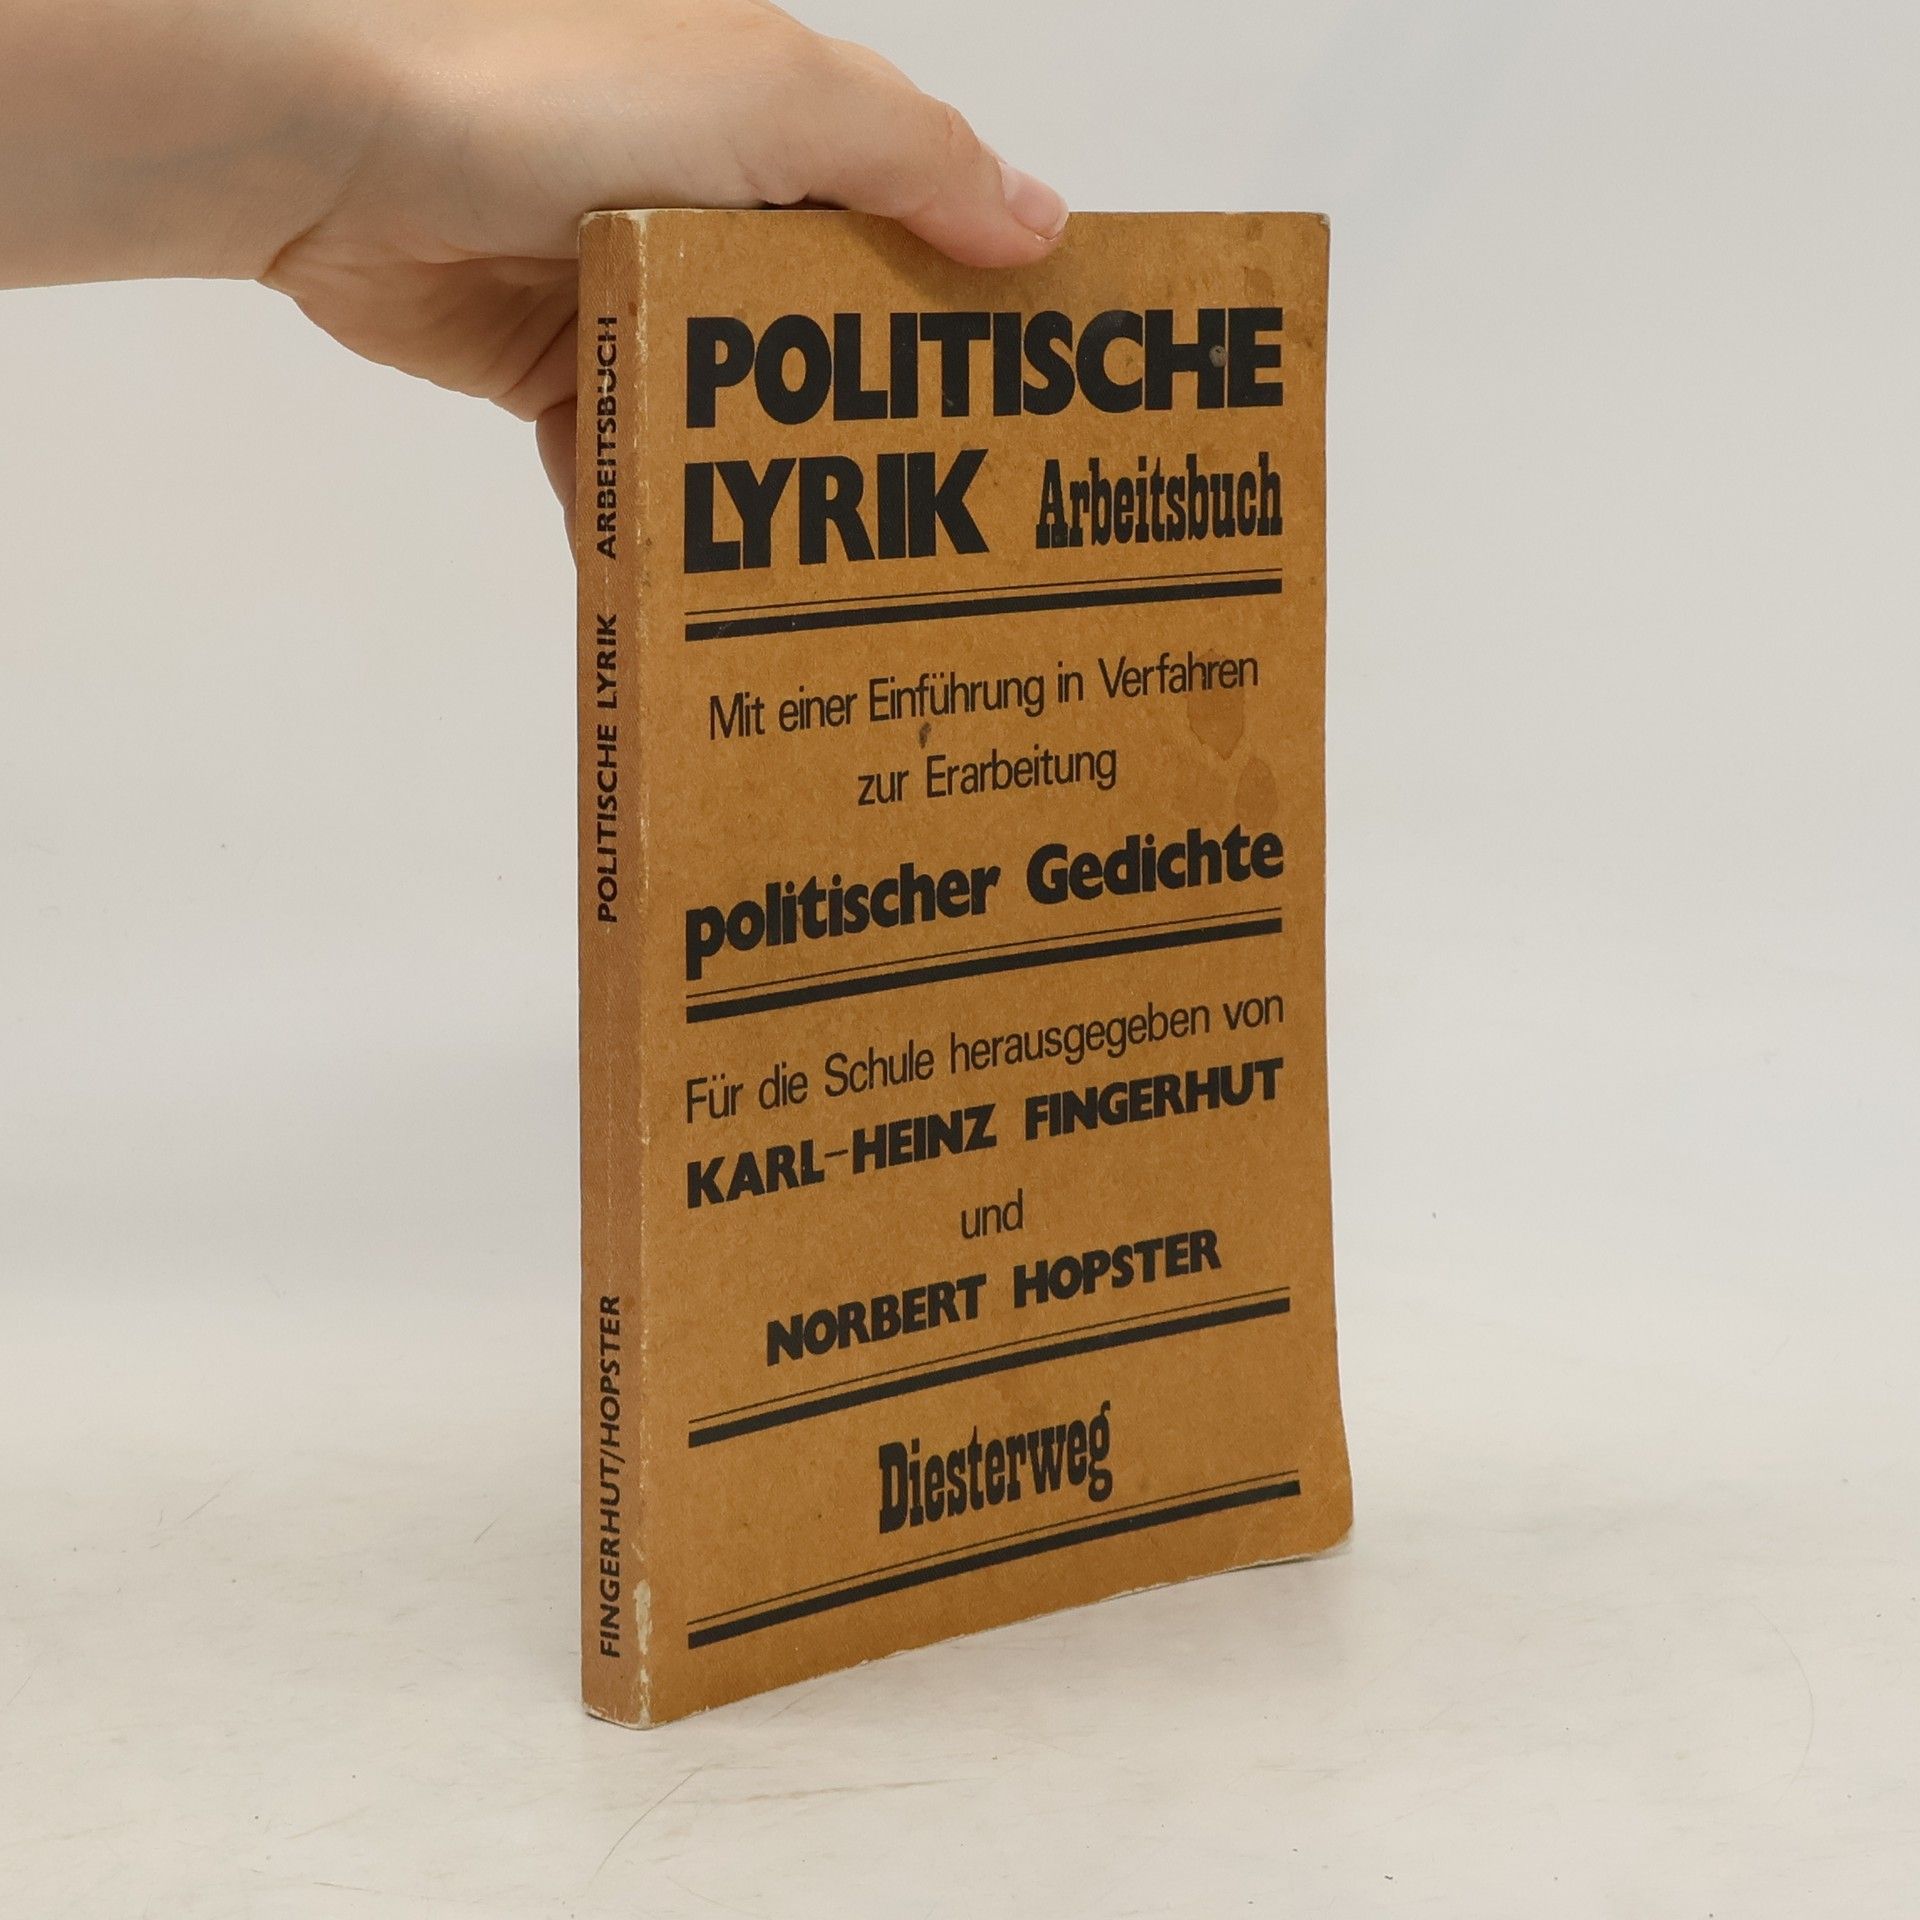 POLITISCHE
LYRIK Arbeitsbuch
Mit einer Einführung in Verfahren
zur Erarbeitung
politischer Gedichte
Für die Schule herausgegeben von
KARL-HEINZ FINGERHUT
und
NORBERT HOPSTER
Diesterweg
FINGERHUT/HOPSTER POLITISCHE LYRIK ARBEITSBUCH